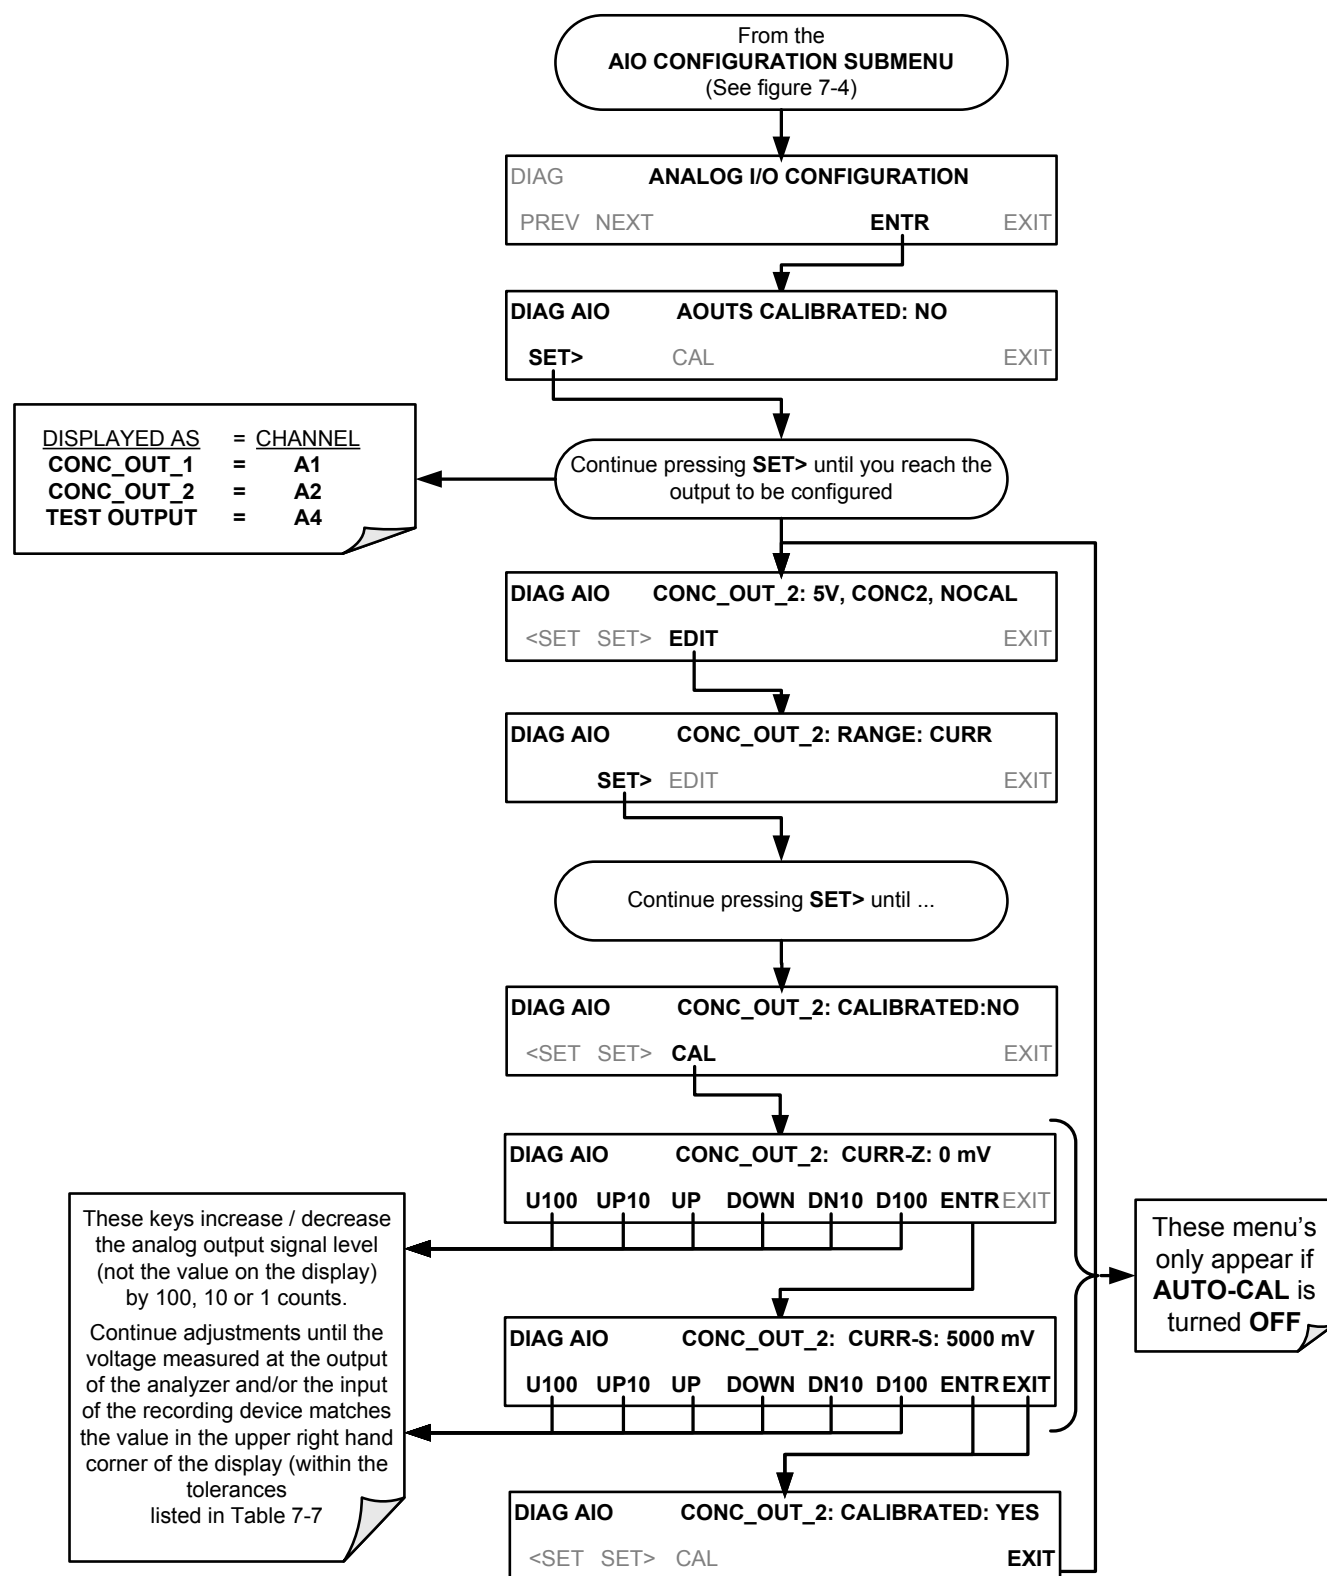 From the
AIO CONFIGURATION SUBMENU
(See figure 7-4)
DIAG ANALOG I/O CONFIGURATION
PREV NEXT ENTR EXIT
DIAG AIO AOUTS CALIBRATED: NO
SET> CAL EXIT
DISPLAYED AS = CHANNEL
CONC_OUT_1 = A1
CONC_OUT_2 = A2
TEST OUTPUT = A4
Continue pressing SET> until you reach the
output to be configured
DIAG AIO CONC_OUT_2: 5V, CONC2, NOCAL
<SET SET> EDIT EXIT
DIAG AIO CONC_OUT_2: RANGE: CURR
SET> EDIT EXIT
Continue pressing SET> until ...
DIAG AIO CONC_OUT_2: CALIBRATED:NO
<SET SET> CAL EXIT
DIAG AIO CONC_OUT_2: CURR-Z: 0 mV
U100 UP10 UP DOWN DN10 D100 ENTR EXIT
These keys increase / decrease
the analog output signal level
(not the value on the display)
by 100, 10 or 1 counts.
Continue adjustments until the
voltage measured at the output
of the analyzer and/or the input
of the recording device matches
the value in the upper right hand
corner of the display (within the
tolerances
listed in Table 7-7
These menu's
only appear if
AUTO-CAL is
turned OFF
DIAG AIO CONC_OUT_2: CURR-S: 5000 mV
U100 UP10 UP DOWN DN10 D100 ENTR EXIT
DIAG AIO CONC_OUT_2: CALIBRATED: YES
<SET SET> CAL EXIT